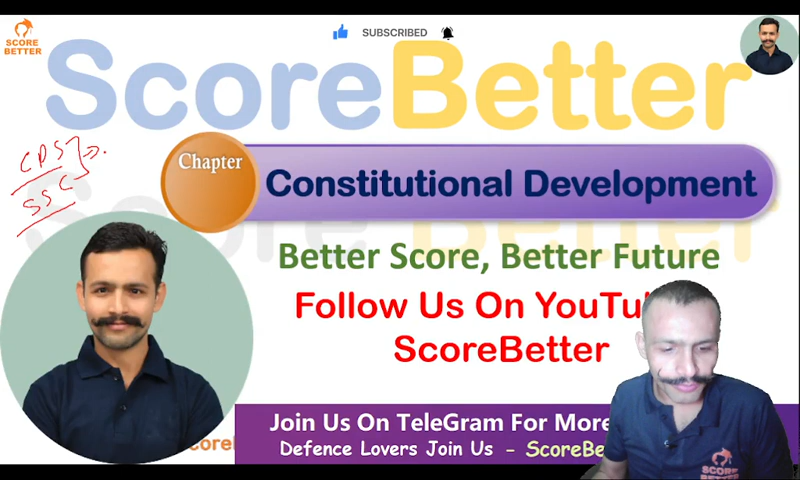 SCORE
BETTER
SUBSCRIBED
ScoreBetter
CDS
SSC
Chapter
Constitutional Development
Better Score, Better Future
Follow Us On YouTu
ScoreBetter
Join Us On TeleGram For More
Defence Lovers Join Us - ScoreBe
SCORE
BETTER